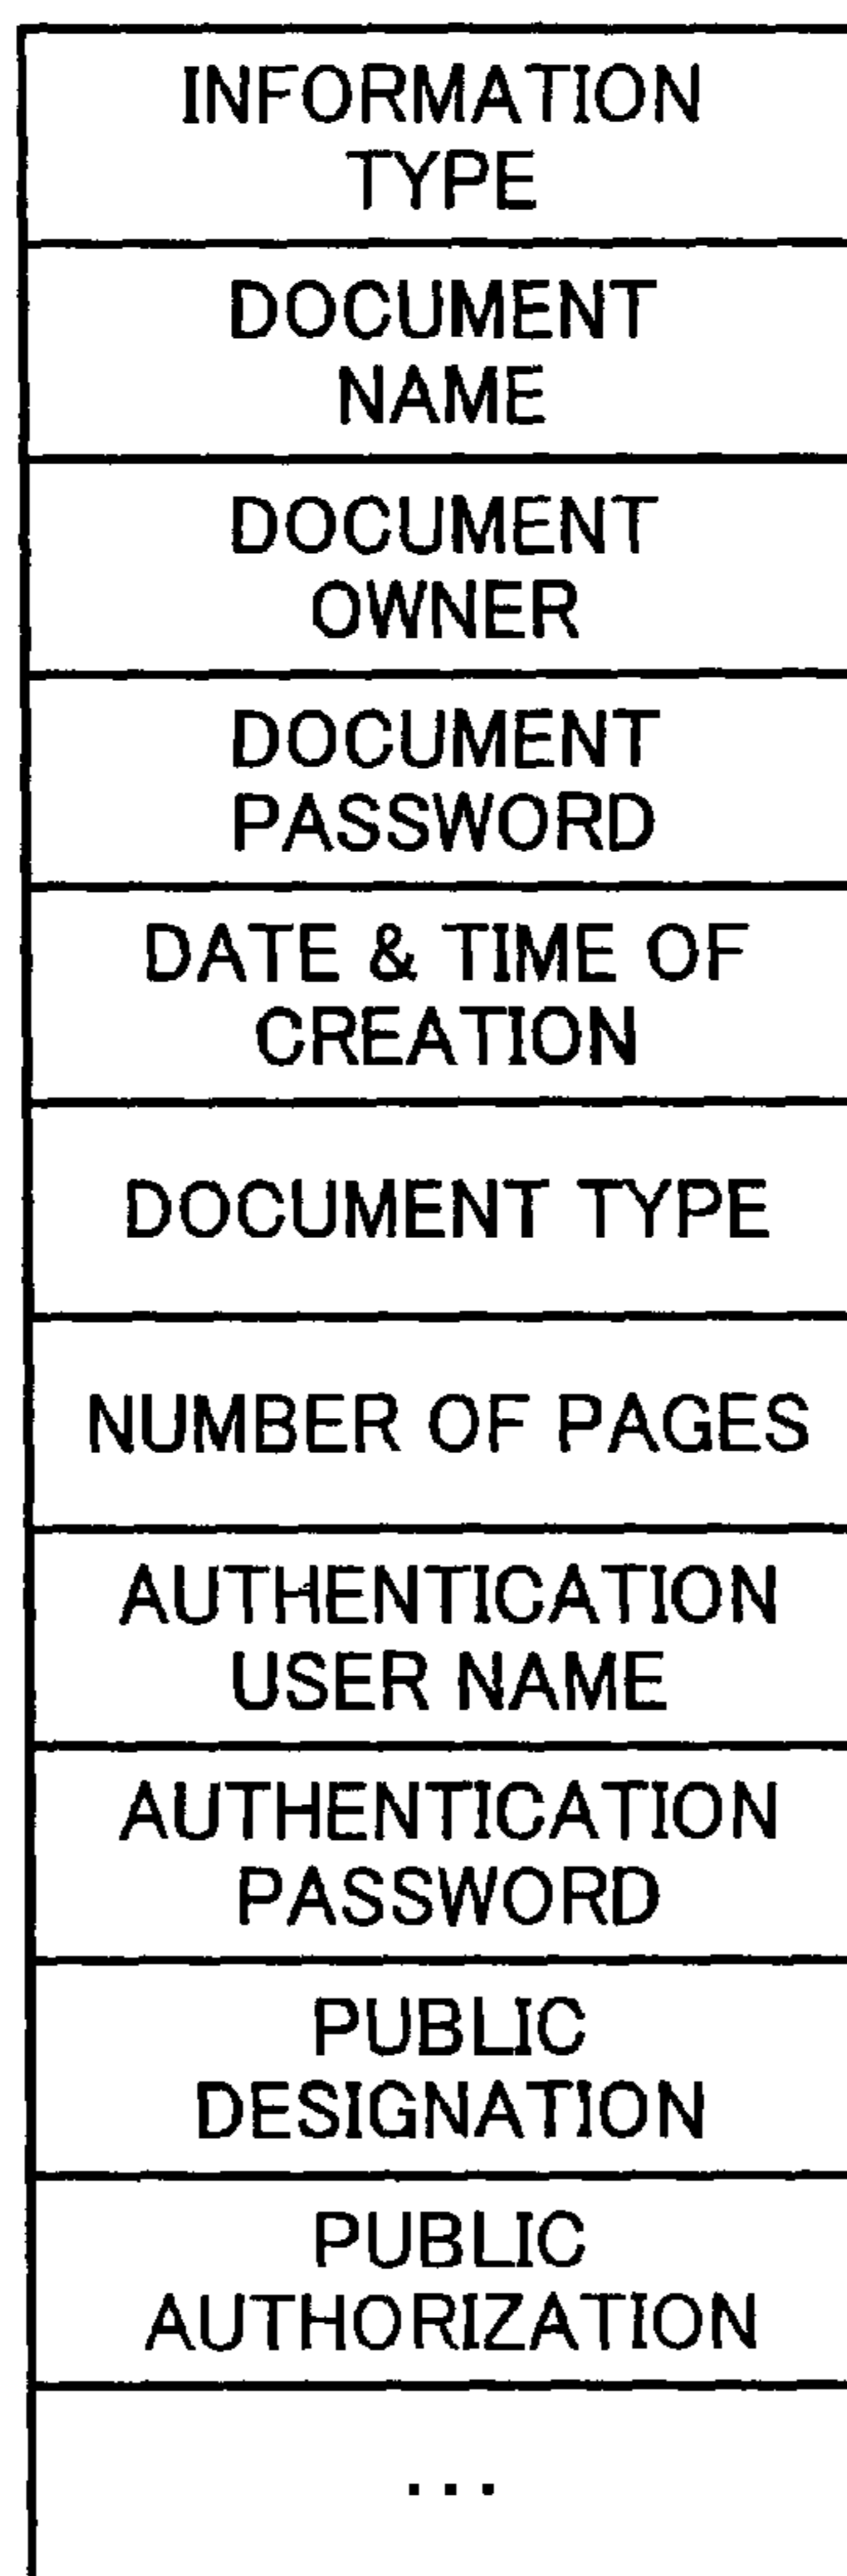 INFORMATION
TYPE
DOCUMENT
NAME
DOCUMENT
OWNER
DOCUMENT
PASSWORD
DATE & TIME OF
CREATION
DOCUMENT TYPE
NUMBER OF PAGES
AUTHENTICATION
USER NAME
AUTHENTICATION
PASSWORD
PUBLIC
DESIGNATION
PUBLIC
AUTHORIZATION
...